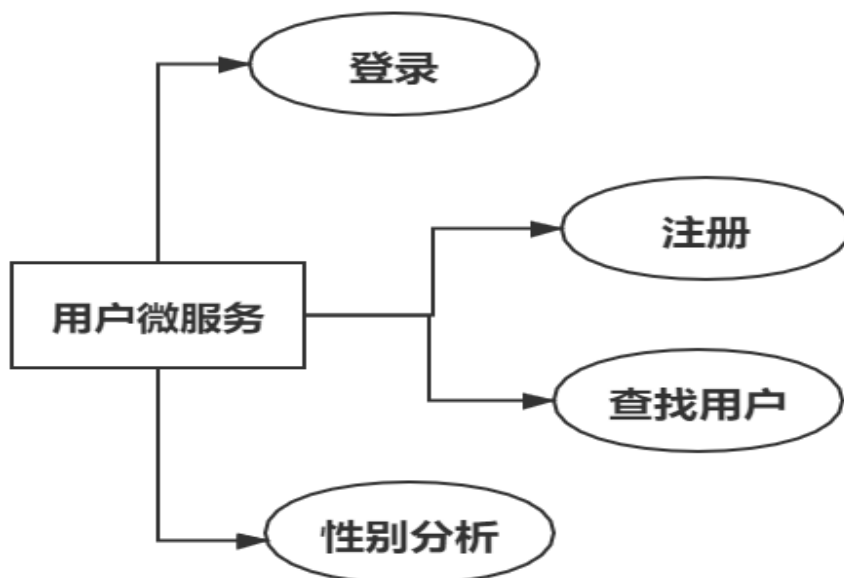 登录
注册
用户微服务
查找用户
性别分析